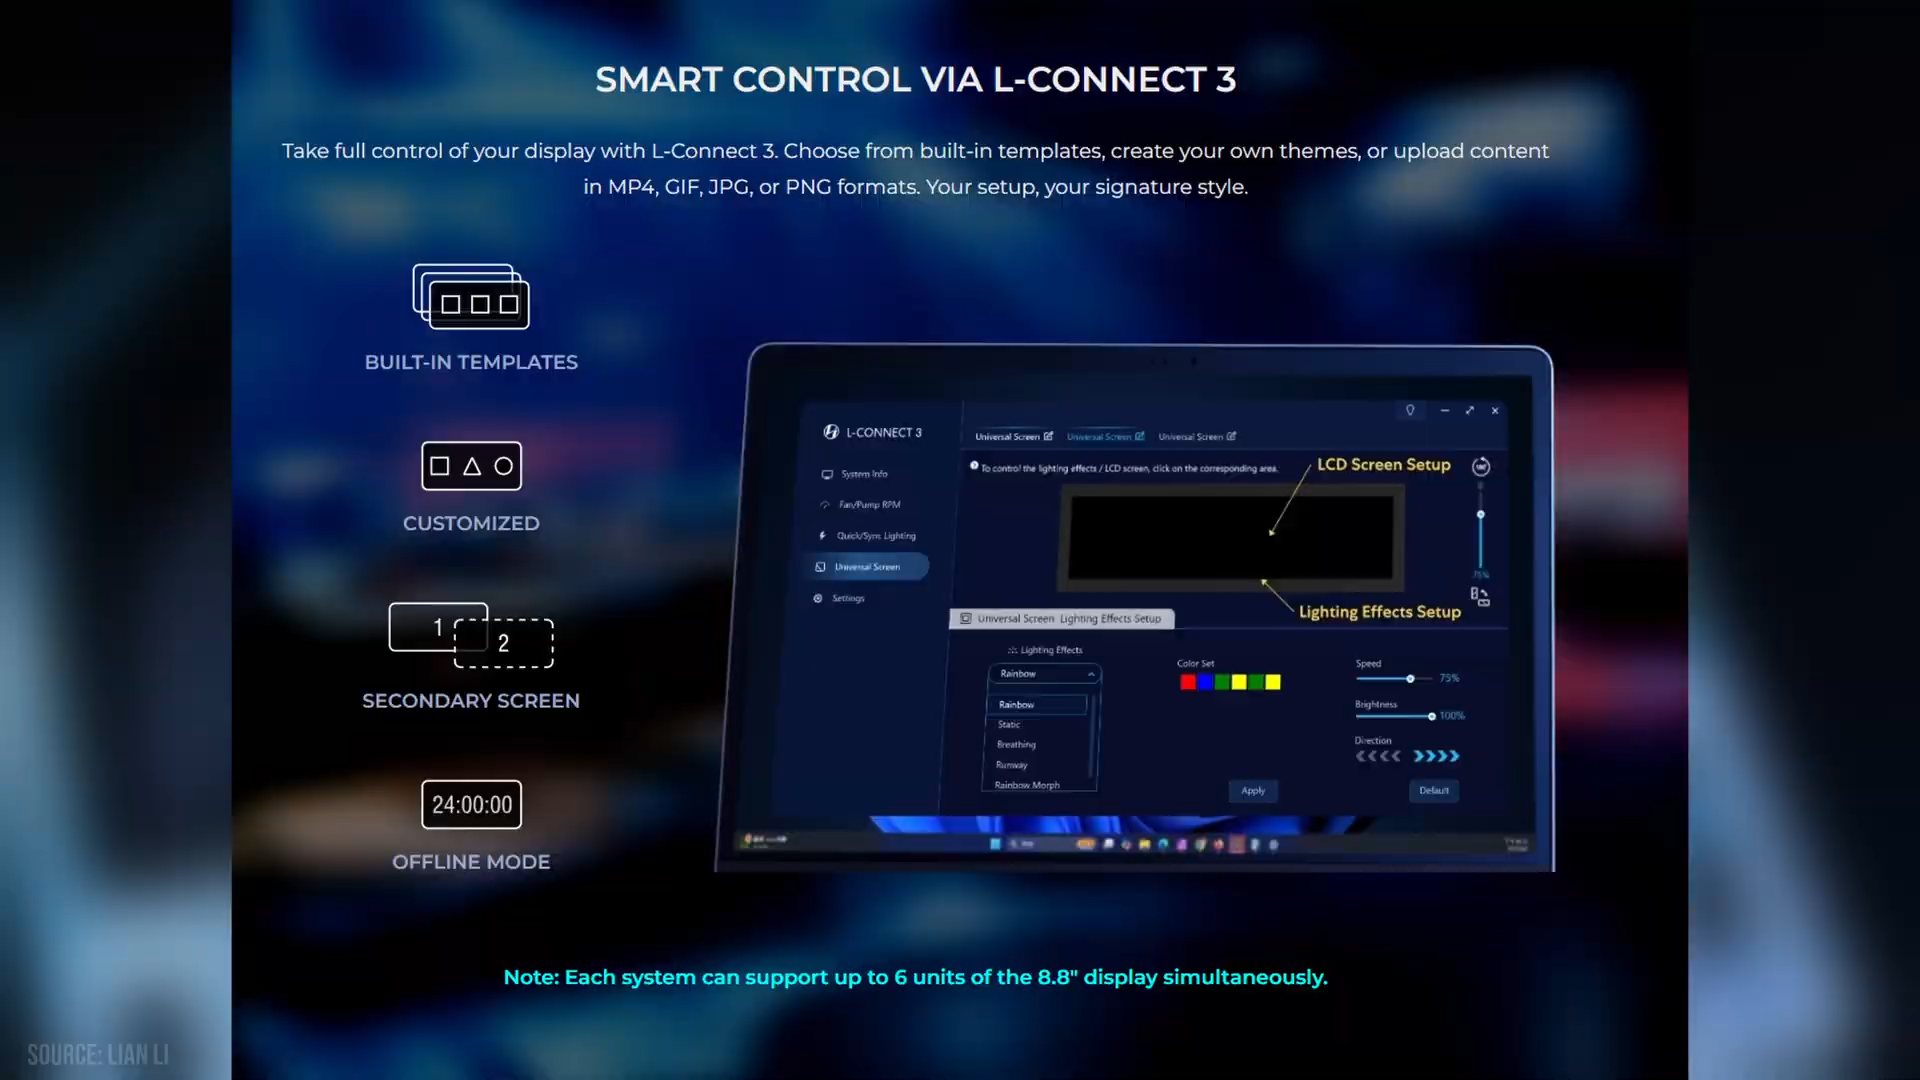 SMART CONTROL VIA L-CONNECT 3
Take full control of your display with L-Connect 3. Choose from built-in templates, create your own themes, or upload content
in MP4, GIF, JPG, or PNG formats. Your setup, your signature style.
BUILT-IN TEMPLATES
CUSTOMIZED
1
2
SECONDARY SCREEN
24:00:00
OFFLINE MODE
L-CONNECT 3
System Info
Fan/Pump RPM
Quick/Sync Lighting
Universal Screen
Settings
Universal Screen Universal Screen Universal Screen
To control the lighting effects / LCD screen, click on the corresponding area.
LCD Screen Setup
75%
Lighting Effects Setup
Universal Screen Lighting Effects Setup
Lighting Effects
Rainbow
Rainbow
Static
Breathing
Runway
Rainbow Morph
Color Set
Speed
75%
Brightness
100%
Direction
Apply
Default
Note: Each system can support up to 6 units of the 8.8" display simultaneously.
SOURCE: LIAN LI